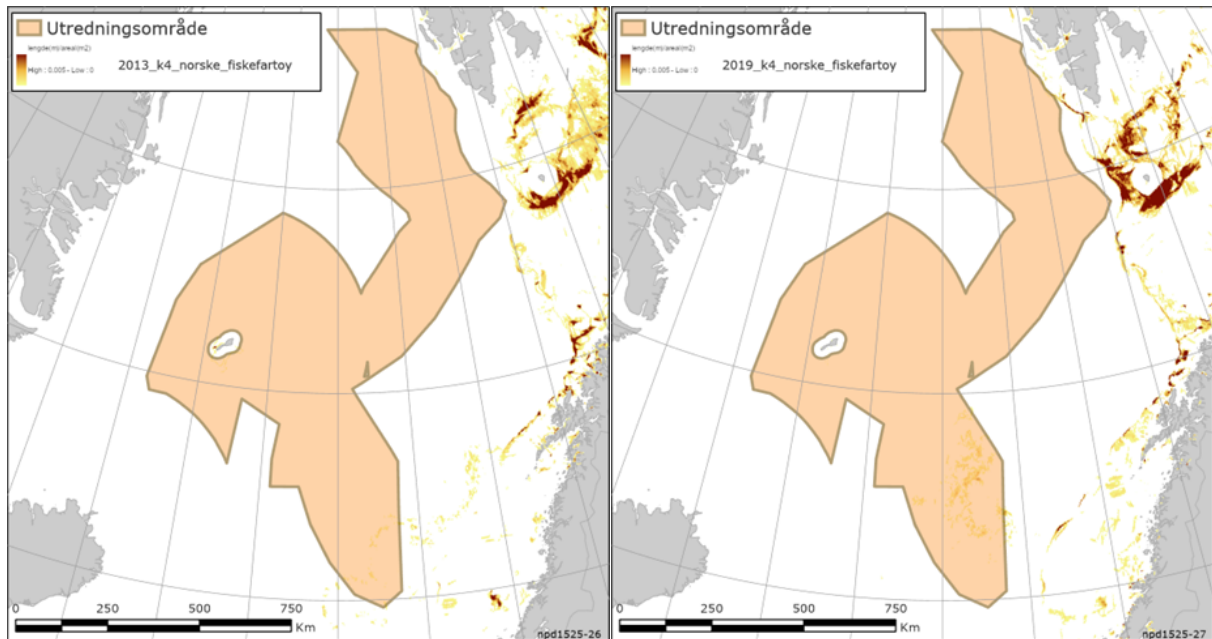 Utredningsområde
lengde(m)/areal(m2)
High : 0.005 - Low : 0
2013_k4_norske_fiskefartoy
0 250 500 750
Km
npd1525-26
Utredningsområde
lengde(m)/areal(m2)
High : 0.005 - Low : 0
2019_k4_norske_fiskefartoy
0 250 500 750
Km
npd1525-27